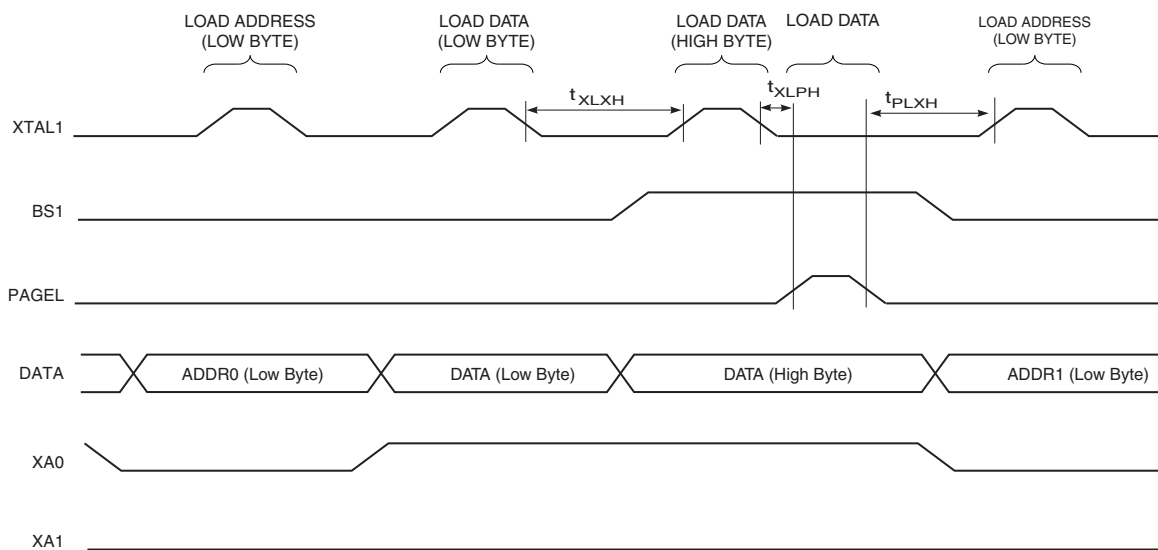 LOAD ADDRESS
(LOW BYTE)
LOAD DATA
(LOW BYTE)
LOAD DATA
(HIGH BYTE)
LOAD DATA
LOAD ADDRESS
(LOW BYTE)
tXLXH
tXLPH
tPLXH
XTAL1
BS1
PAGEL
DATA
ADDR0 (Low Byte)
DATA (Low Byte)
DATA (High Byte)
ADDR1 (Low Byte)
XA0
XA1